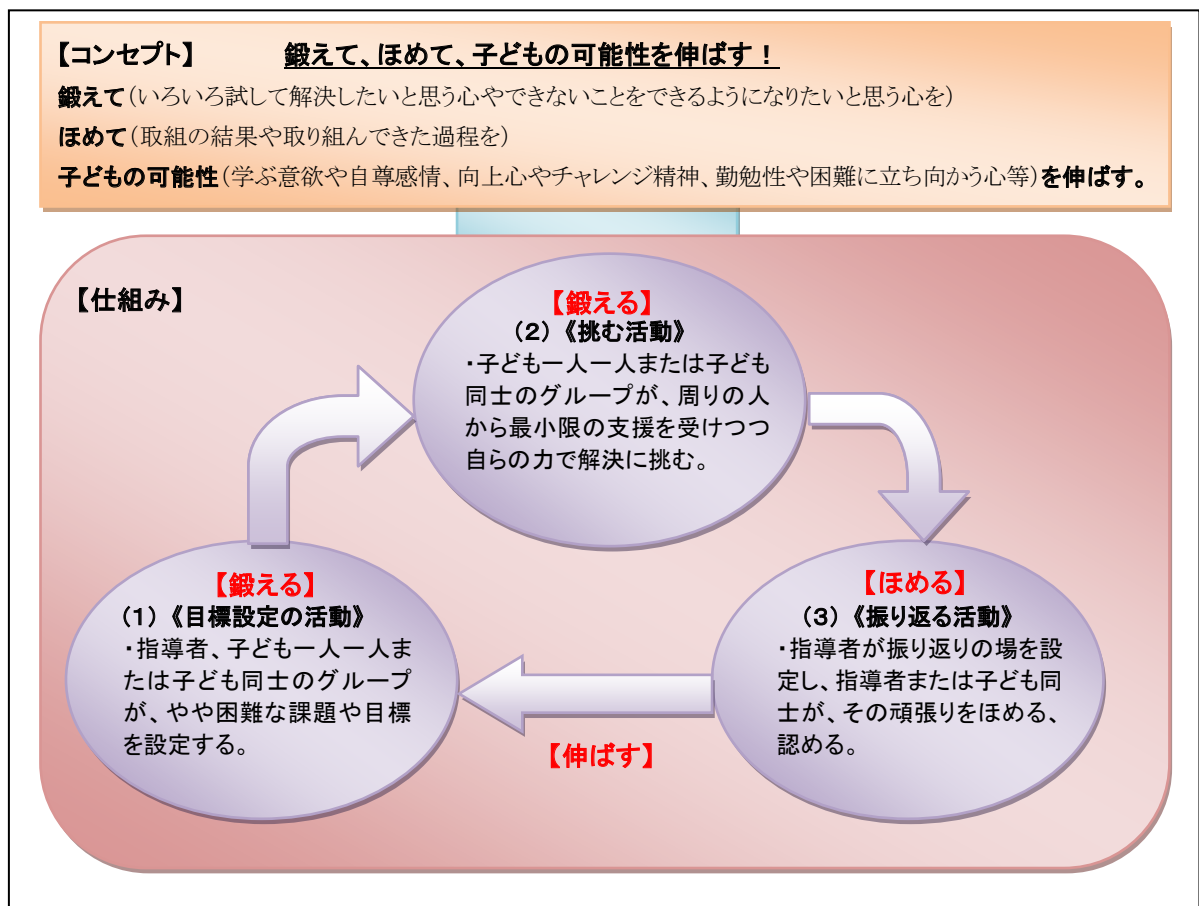 【コンセプト】 鍛えて、ほめて、子どもの可能性を伸ばす！
鍛えて（いろいろ試して解決したいと思う心やできないことをできるようになりたいと思う心を）
ほめて（取組の結果や取り組んできた過程を）
子どもの可能性（学ぶ意欲や自尊感情、向上心やチャレンジ精神、勤勉性や困難に立ち向かう心等）を伸ばす。
【仕組み】
【鍛える】
（２）《挑む活動》
・子ども一人一人または子ども
同士のグループが、周りの人
から最小限の支援を受けつつ
自らの力で解決に挑む。
【鍛える】
（１）《目標設定の活動》
・指導者、子ども一人一人ま
たは子ども同士のグループ
が、やや困難な課題や目標
を設定する。
【ほめる】
（３）《振り返る活動》
・指導者が振り返りの場を設
定し、指導者または子ども同
士が、その頑張りをほめる、
認める。
【伸ばす】